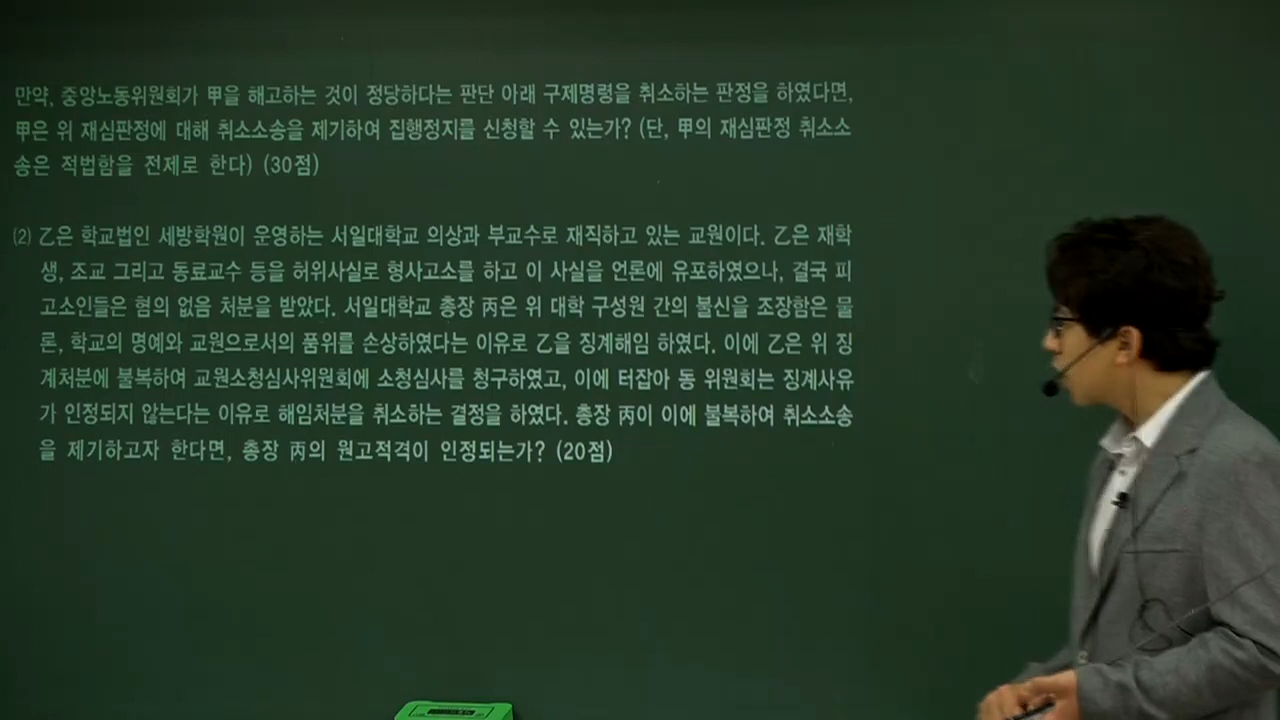 만약, 중앙노동위원회가 甲을 해고하는 것이 정당하다는 판단 아래 구제명령을 취소하는 판정을 하였다면,
甲은 위 재심판정에 대해 취소소송을 제기하여 집행정지를 신청할 수 있는가? (단, 甲의 재심판정 취소소
송은 적법함을 전제로 한다) (30점)
(2) 乙은 학교법인 세방학원이 운영하는 서일대학교 의상과 부교수로 재직하고 있는 교원이다. 乙은 재학
생, 조교 그리고 동료교수 등을 허위사실로 형사고소를 하고 이 사실을 언론에 유포하였으나, 결국 피
고소인들은 혐의 없음 처분을 받았다. 서일대학교 총장 丙은 위 대학 구성원 간의 불신을 조장함은 물
론, 학교의 명예와 교원으로서의 품위를 손상하였다는 이유로 乙을 징계해임 하였다. 이에 乙은 위 징
계처분에 불복하여 교원소청심사위원회에 소청심사를 청구하였고, 이에 터잡아 동 위원회는 징계사유
가 인정되지 않는다는 이유로 해임처분을 취소하는 결정을 하였다. 총장 丙이 이에 불복하여 취소소송
을 제기하고자 한다면, 총장 丙의 원고적격이 인정되는가? (20점)